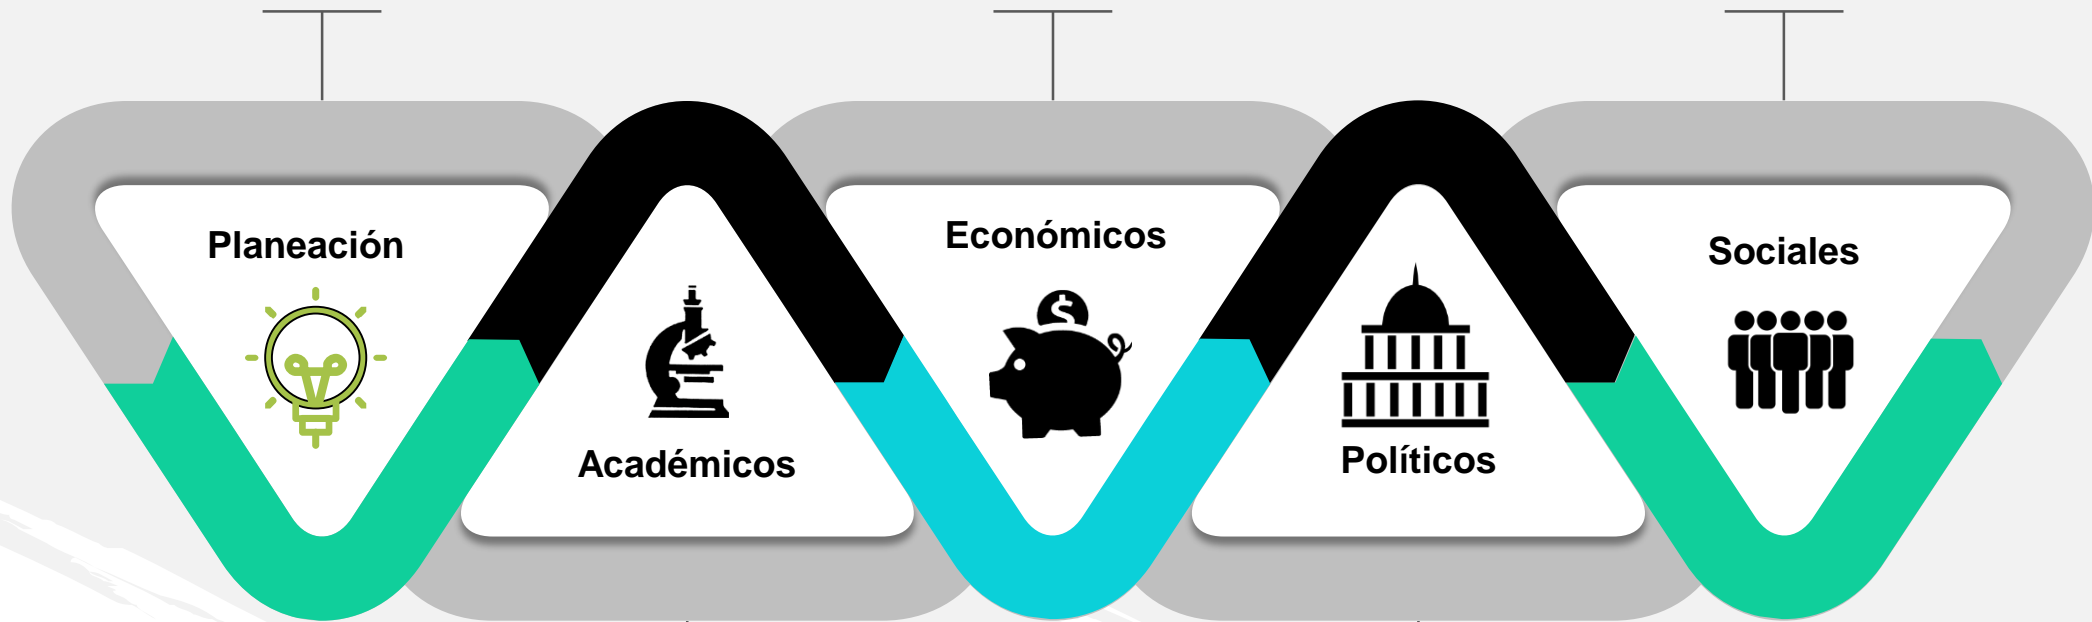 Planeación
Académicos
Económicos
$
Políticos
Sociales